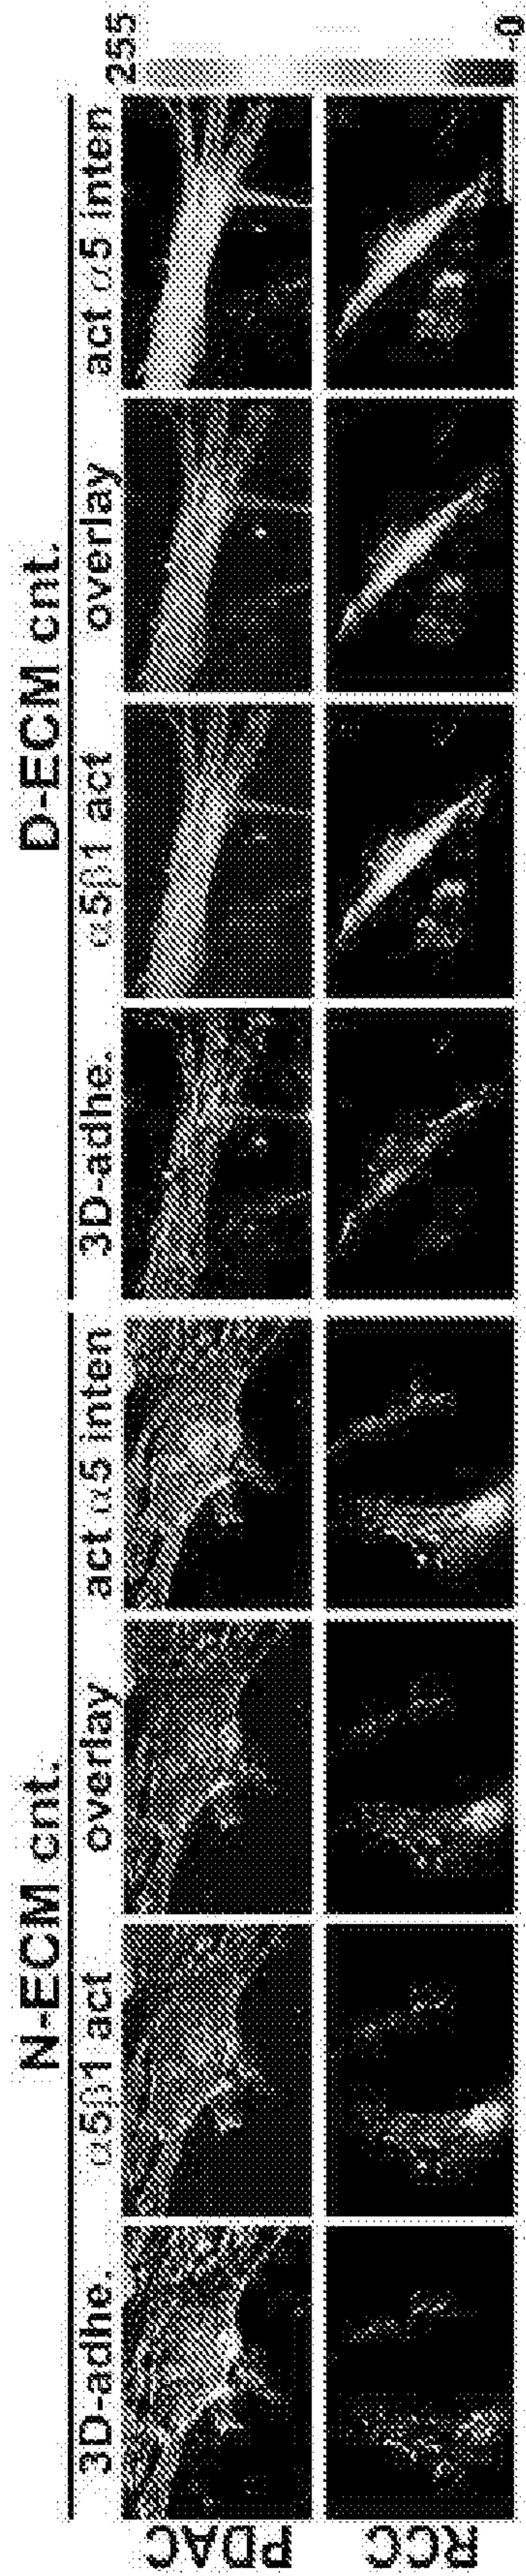 N-ECM cnt. D-ECM cnt.
3D-adhe. α5β1 act overlay act α5 inten 3D-adhe. α5β1 act overlay act α5 inten
PDAC
RCC
255
0